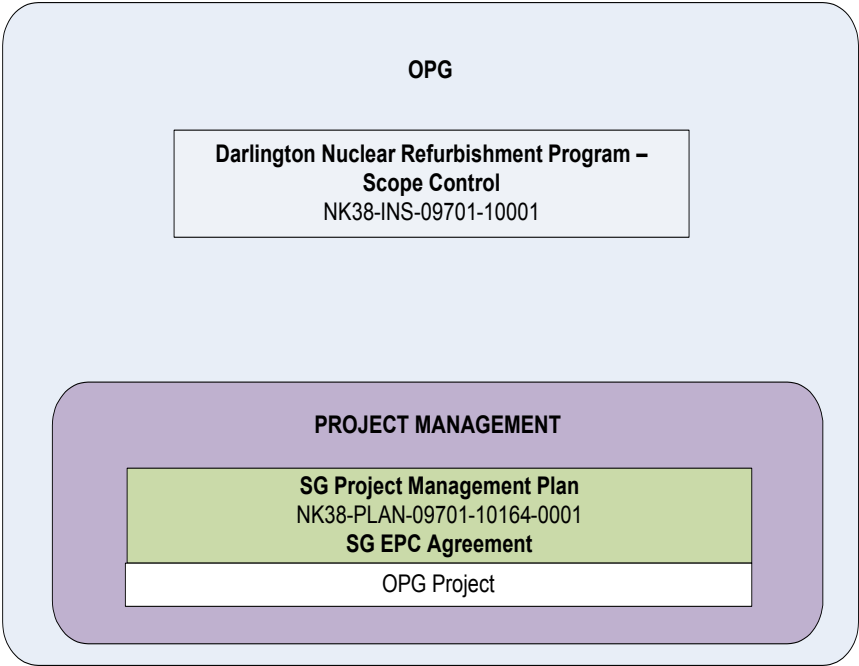 OPG
Darlington Nuclear Refurbishment Program –
Scope Control
NK38-INS-09701-10001
PROJECT MANAGEMENT
SG Project Management Plan
NK38-PLAN-09701-10164-0001
SG EPC Agreement
OPG Project